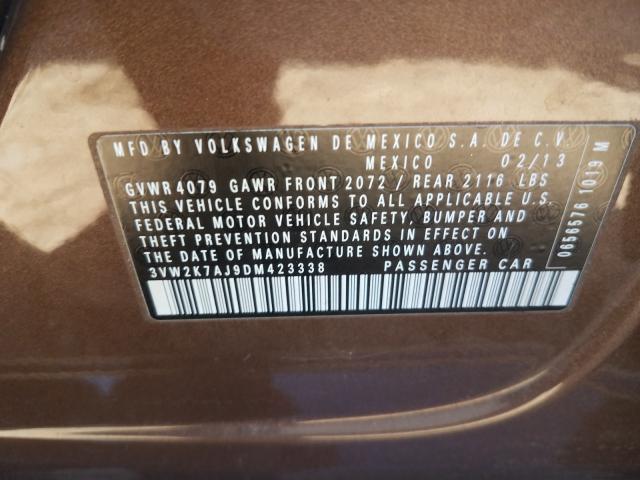 MFD BY VOLKSWAGEN DE MEXICO S.A. DE C.V.
MEXICO 02/13
GVWR 4079 GAWR FRONT 2072 / REAR 2116 LBS
THIS VEHICLE CONFORMS TO ALL APPLICABLE U.S.
FEDERAL MOTOR VEHICLE SAFETY, BUMPER AND
THEFT PREVENTION STANDARDS IN EFFECT ON
THE DATE OF MANUFACTURE SHOWN ABOVE.
3VW2K7AJ9DM423338 PASSENGER CAR
0656576 1019 M